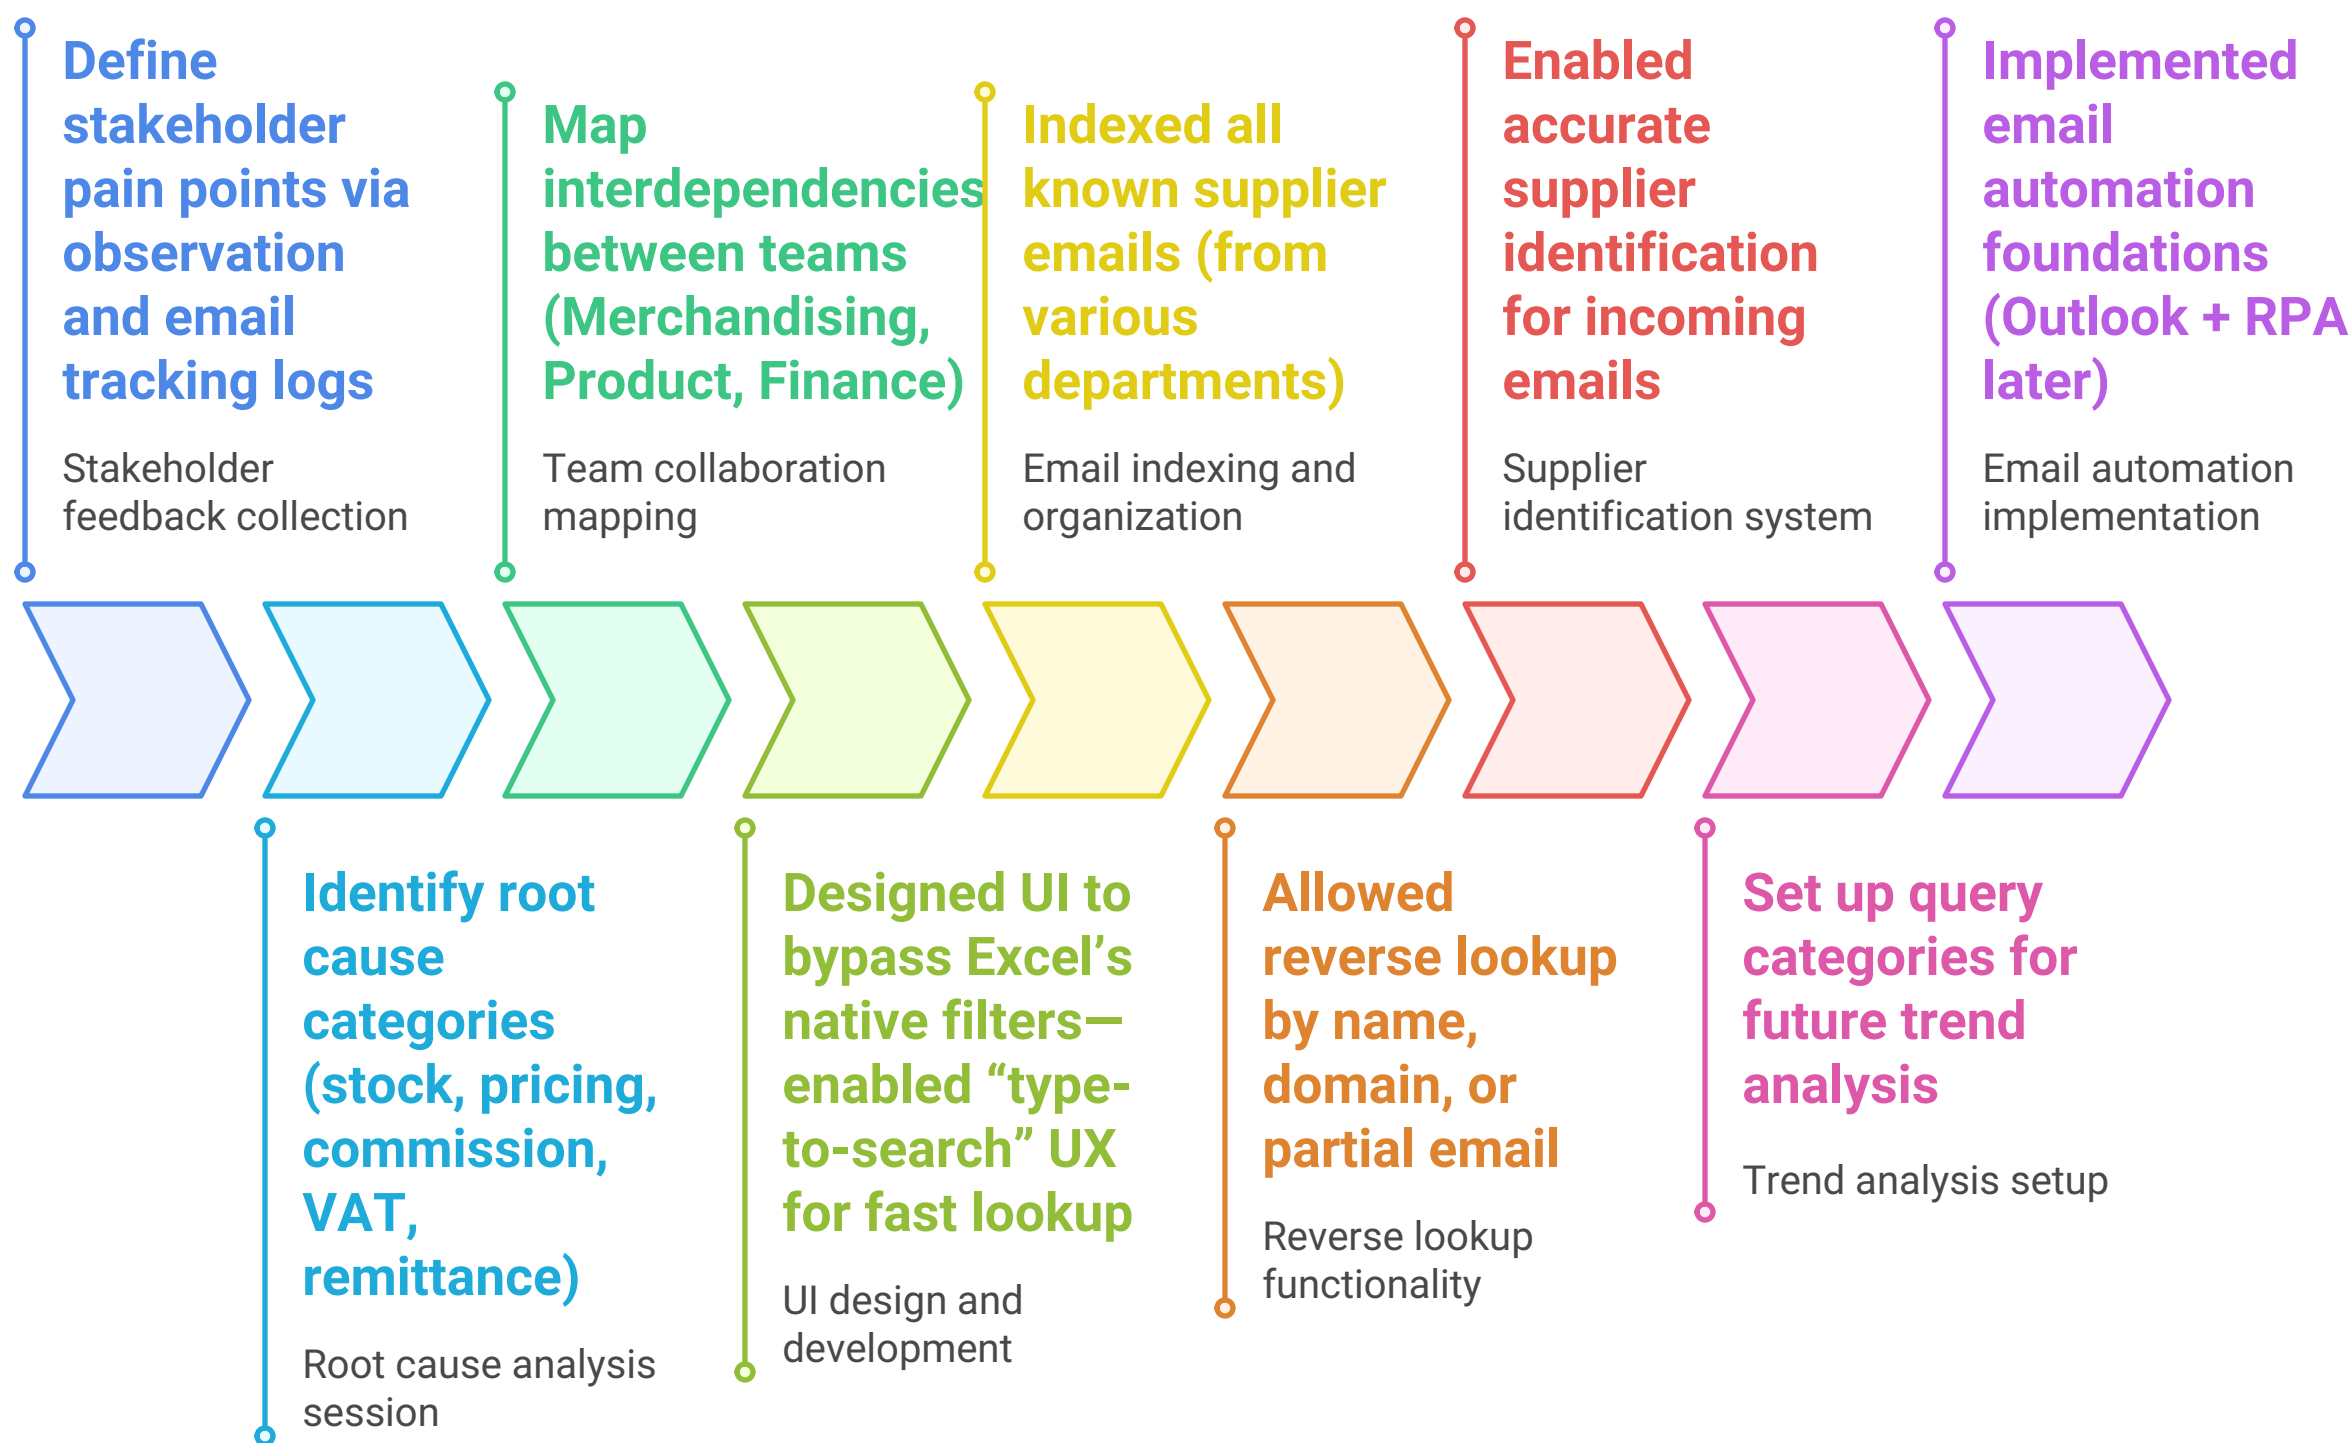 Define
stakeholder
pain points via
observation
and email
tracking logs
Stakeholder
feedback collection
Map
interdependencies
between teams
(Merchandising,
Product, Finance)
Team collaboration
mapping
Indexed all
known supplier
emails (from
various
departments)
Email indexing and
organization
Enabled
accurate
supplier
identification
for incoming
emails
Supplier
identification system
Implemented
email
automation
foundations
(Outlook + RPA
later)
Email automation
implementation
Identify root
cause
categories
(stock, pricing,
commission,
VAT,
remittance)
Root cause analysis
session
Designed UI to
bypass Excel’s
native filters—
enabled “type-
to-search” UX
for fast lookup
UI design and
development
Allowed
reverse lookup
by name,
domain, or
partial email
Reverse lookup
functionality
Set up query
categories for
future trend
analysis
Trend analysis setup